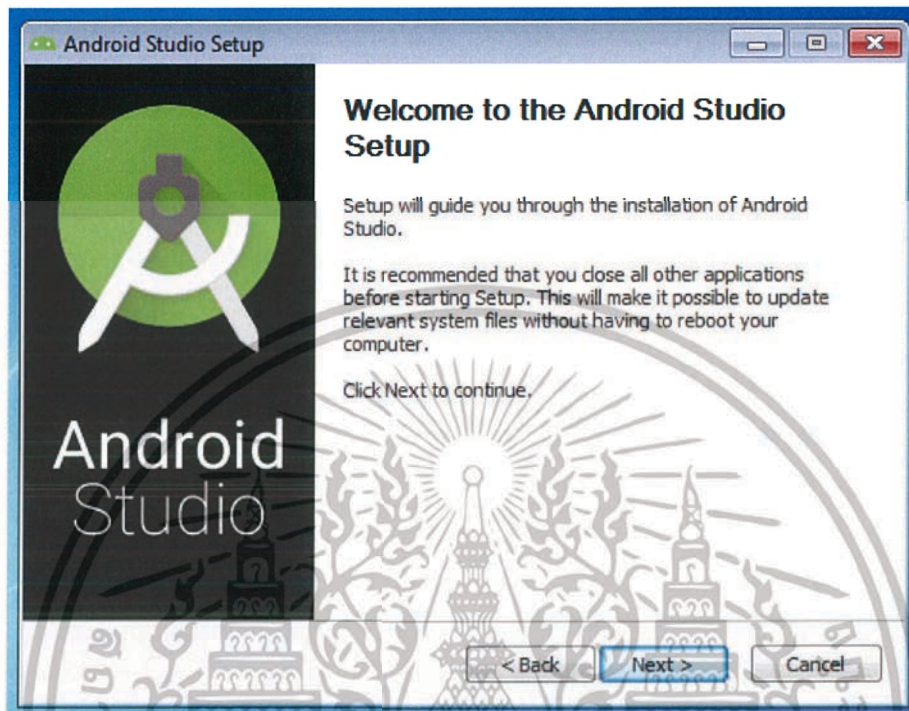 Android Studio Setup
Welcome to the Android Studio
Setup
Setup will guide you through the installation of Android
Studio.
It is recommended that you close all other applications
before starting Setup. This will make it possible to update
relevant system files without having to reboot your
computer.
Click Next to continue.
Android
Studio
< Back
Next >
Cancel